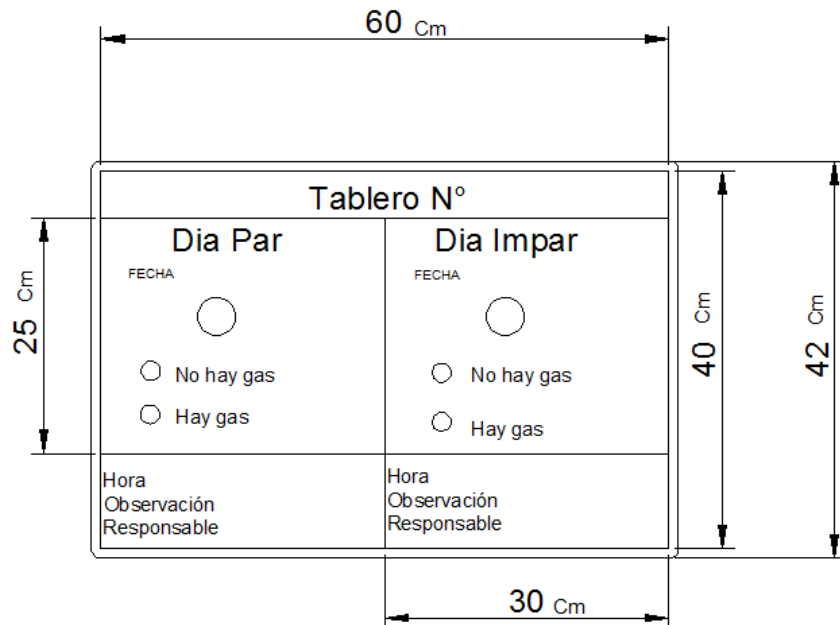 60 Cm
Tablero N°
Dia Par
Dia Impar
FECHA
FECHA
25 Cm
40 Cm
42 Cm
No hay gas
No hay gas
Hay gas
Hay gas
Hora
Observación
Responsable
Hora
Observación
Responsable
30 Cm